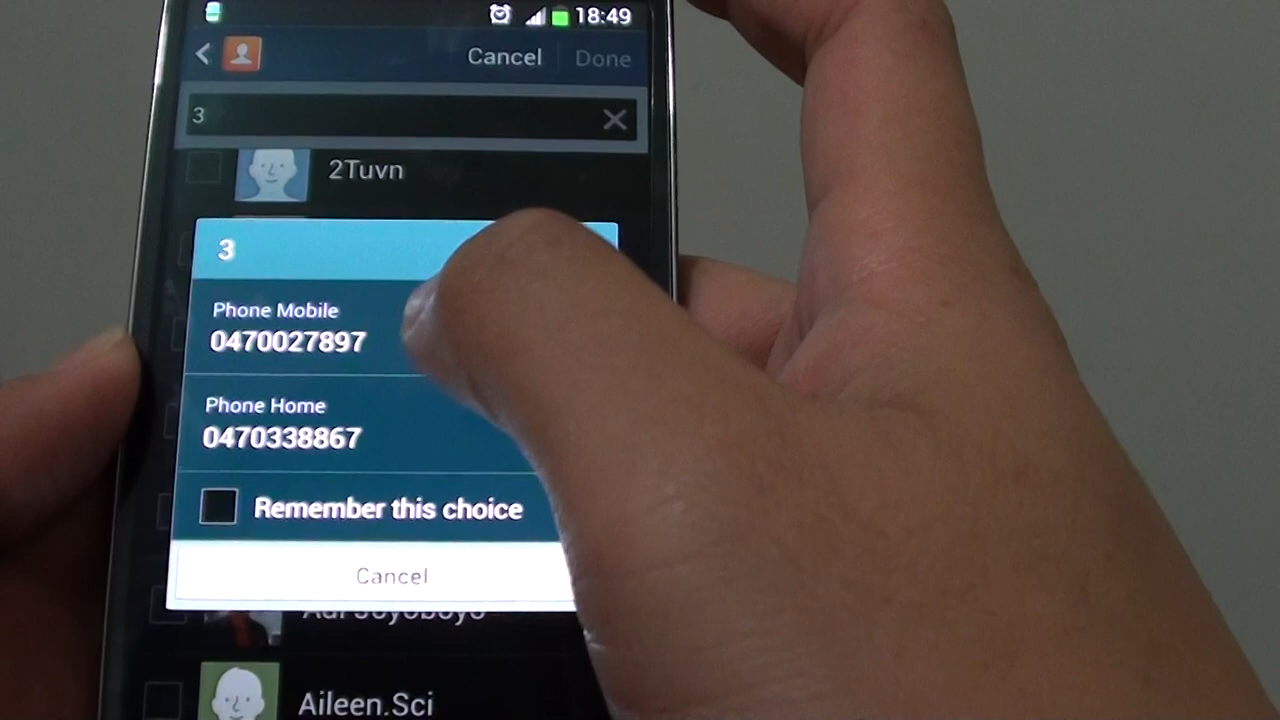 18:49
Cancel Done
3
2Tuvn
3
Phone Mobile
0470027897
Phone Home
0470338867
Remember this choice
Cancel
Aileen.Sci